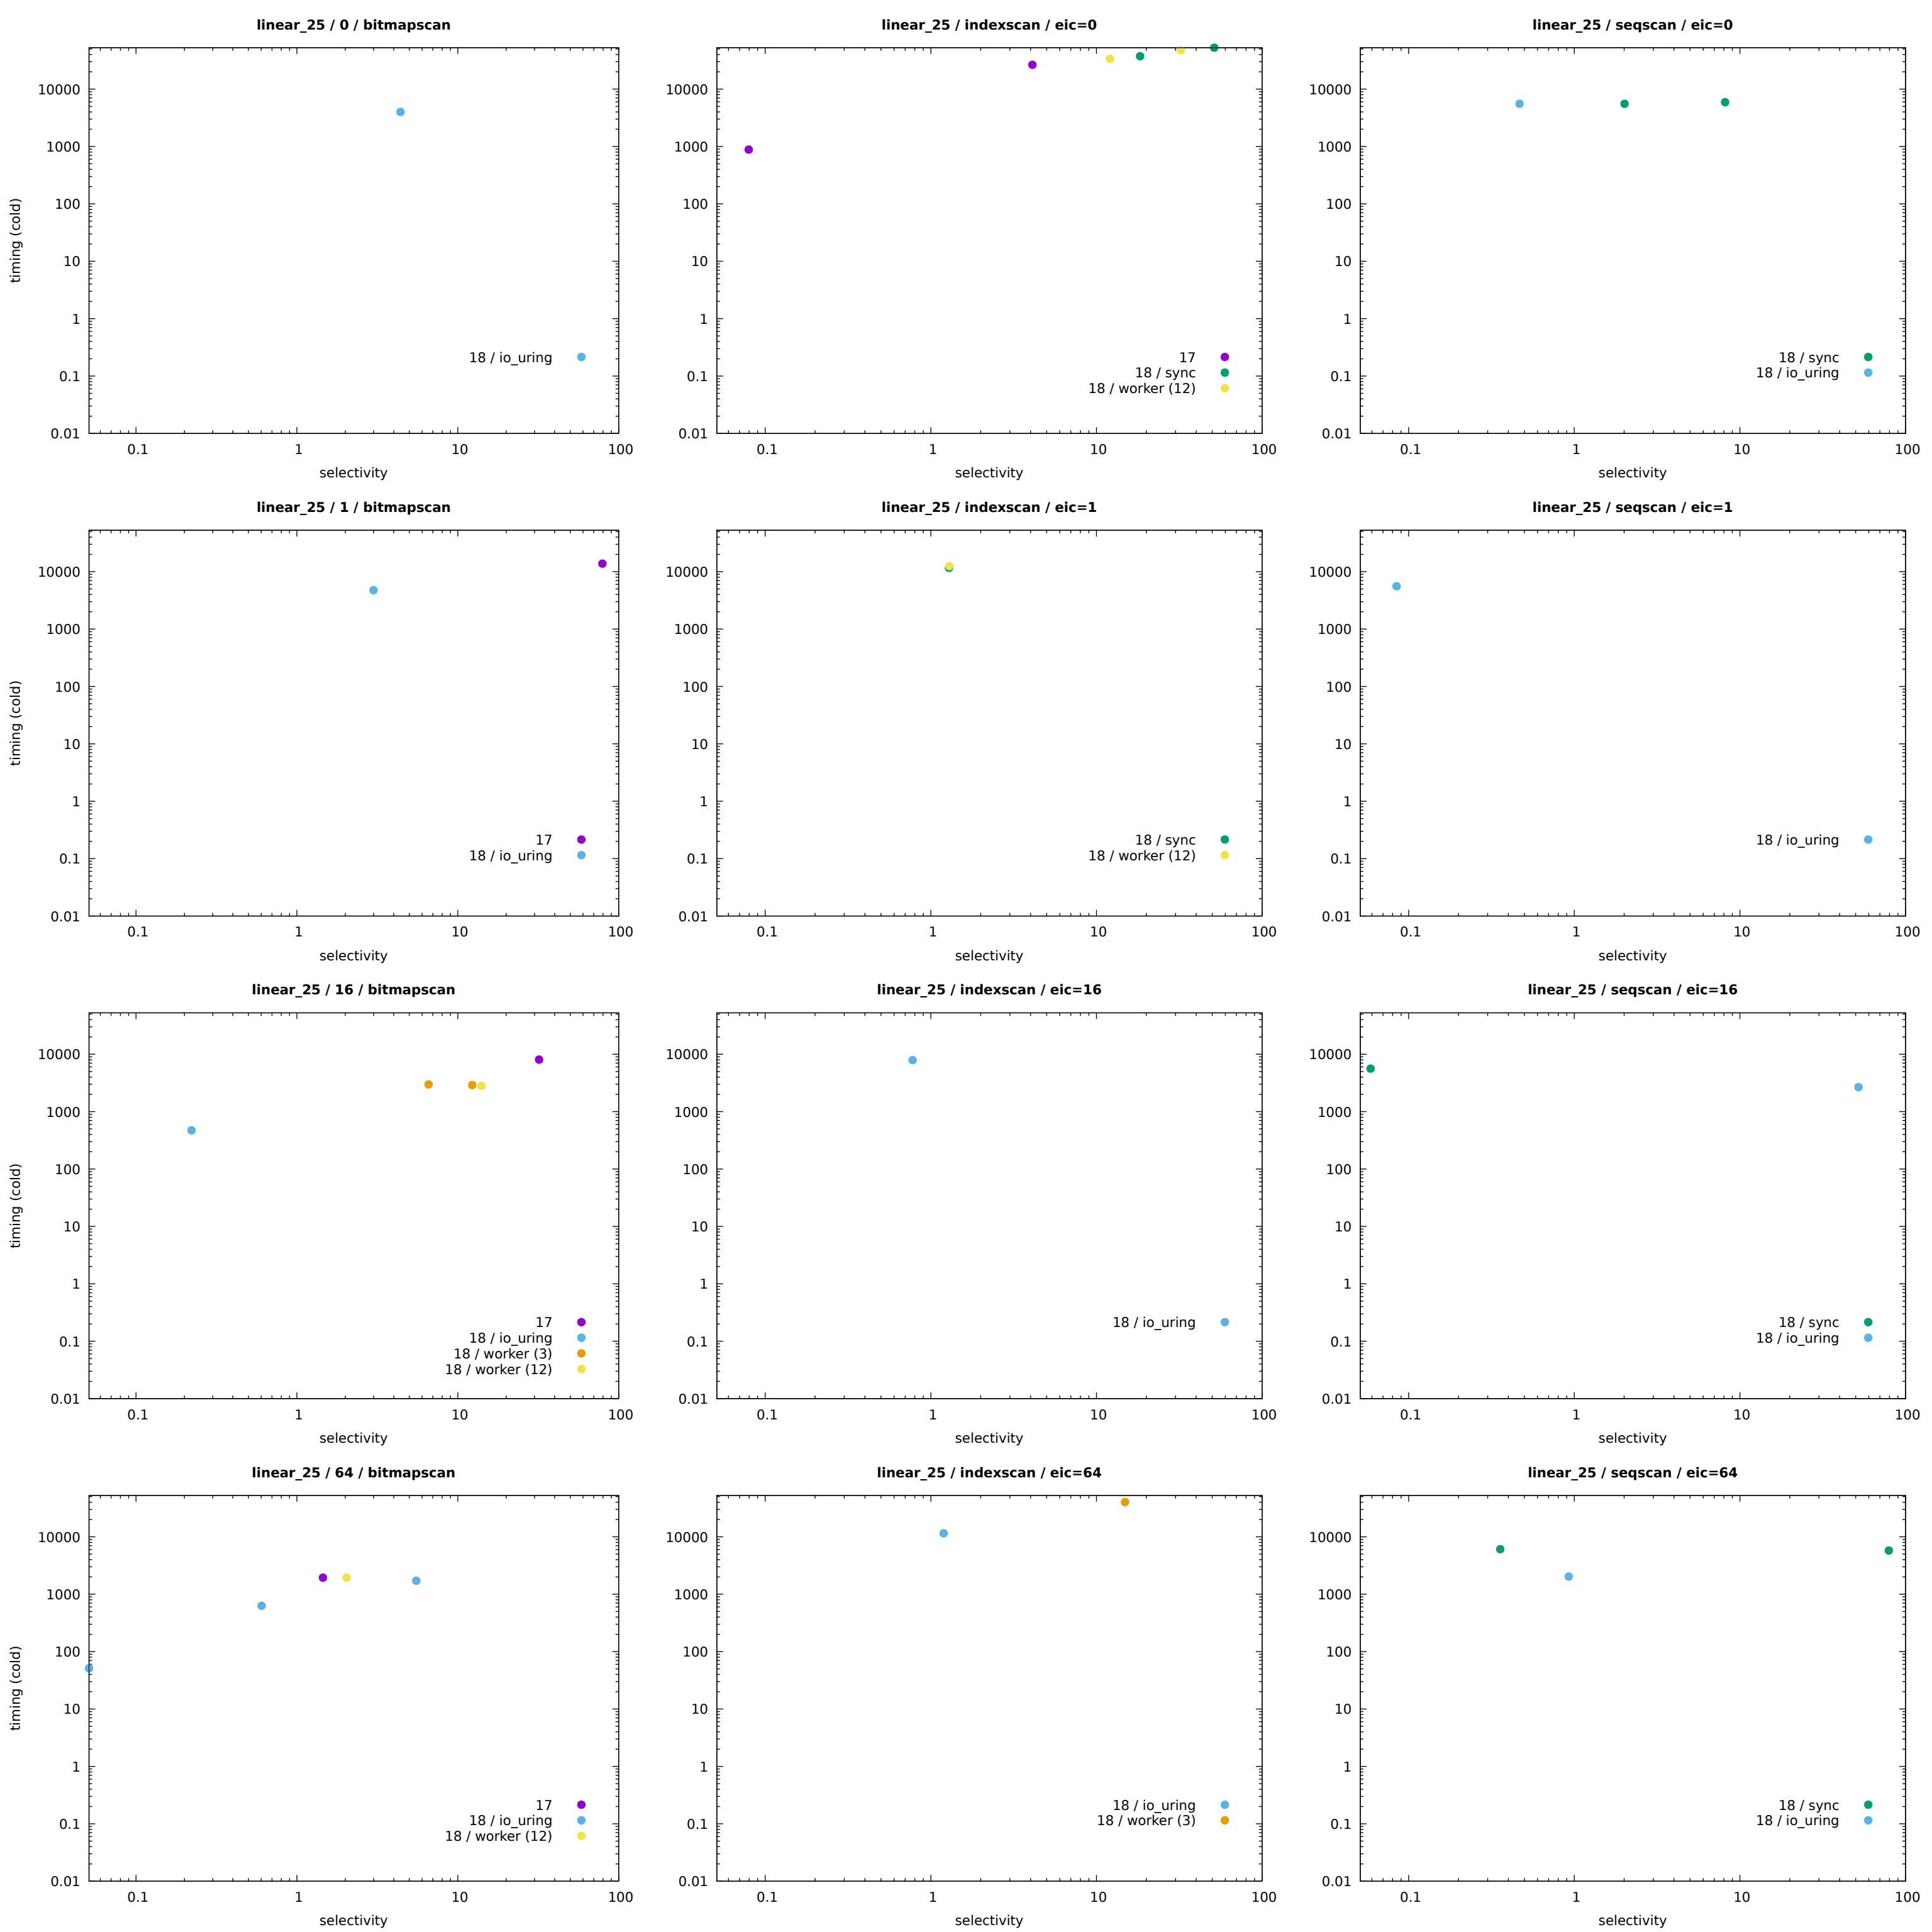 linear_25 / 0 / bitmapscan
timing (cold)
10000
1000
100
10
1
0.1
0.01
18 / io_uring
0.1 1 10 100
selectivity
linear_25 / indexscan / eic=0
10000
1000
100
10
1
0.1
0.01
17
18 / sync
18 / worker (12)
0.1 1 10 100
selectivity
linear_25 / seqscan / eic=0
10000
1000
100
10
1
0.1
0.01
18 / sync
18 / io_uring
0.1 1 10 100
selectivity
linear_25 / 1 / bitmapscan
timing (cold)
10000
1000
100
10
1
0.1
0.01
17
18 / io_uring
0.1 1 10 100
selectivity
linear_25 / indexscan / eic=1
10000
1000
100
10
1
0.1
0.01
18 / sync
18 / worker (12)
0.1 1 10 100
selectivity
linear_25 / seqscan / eic=1
10000
1000
100
10
1
0.1
0.01
18 / io_uring
0.1 1 10 100
selectivity
linear_25 / 16 / bitmapscan
timing (cold)
10000
1000
100
10
1
0.1
0.01
17
18 / io_uring
18 / worker (3)
18 / worker (12)
0.1 1 10 100
selectivity
linear_25 / indexscan / eic=16
10000
1000
100
10
1
0.1
0.01
18 / io_uring
0.1 1 10 100
selectivity
linear_25 / seqscan / eic=16
10000
1000
100
10
1
0.1
0.01
18 / sync
18 / io_uring
0.1 1 10 100
selectivity
linear_25 / 64 / bitmapscan
timing (cold)
10000
1000
100
10
1
0.1
0.01
17
18 / io_uring
18 / worker (12)
0.1 1 10 100
selectivity
linear_25 / indexscan / eic=64
10000
1000
100
10
1
0.1
0.01
18 / io_uring
18 / worker (3)
0.1 1 10 100
selectivity
linear_25 / seqscan / eic=64
10000
1000
100
10
1
0.1
0.01
18 / sync
18 / io_uring
0.1 1 10 100
selectivity